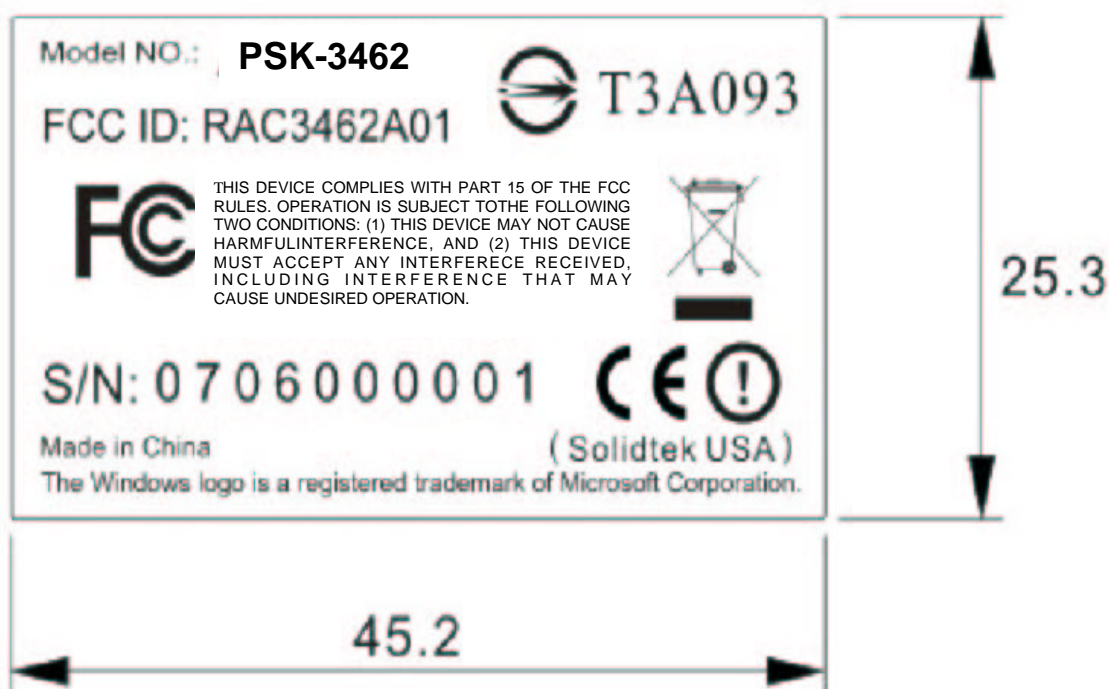 Model NO.: PSK-3462
T3A093
FCC ID: RAC3462A01
FC
THIS DEVICE COMPLIES WITH PART 15 OF THE FCC
RULES. OPERATION IS SUBJECT TOTHE FOLLOWING
TWO CONDITIONS: (1) THIS DEVICE MAY NOT CAUSE
HARMFULINTERFERENCE, AND (2) THIS DEVICE
MUST ACCEPT ANY INTERFERECE RECEIVED,
INCLUDING INTERFERENCE THAT MAY
CAUSE UNDESIRED OPERATION.
25.3
S/N: 0706000001
CE
Made in China
(Solidtek USA)
The Windows logo is a registered trademark of Microsoft Corporation.
45.2